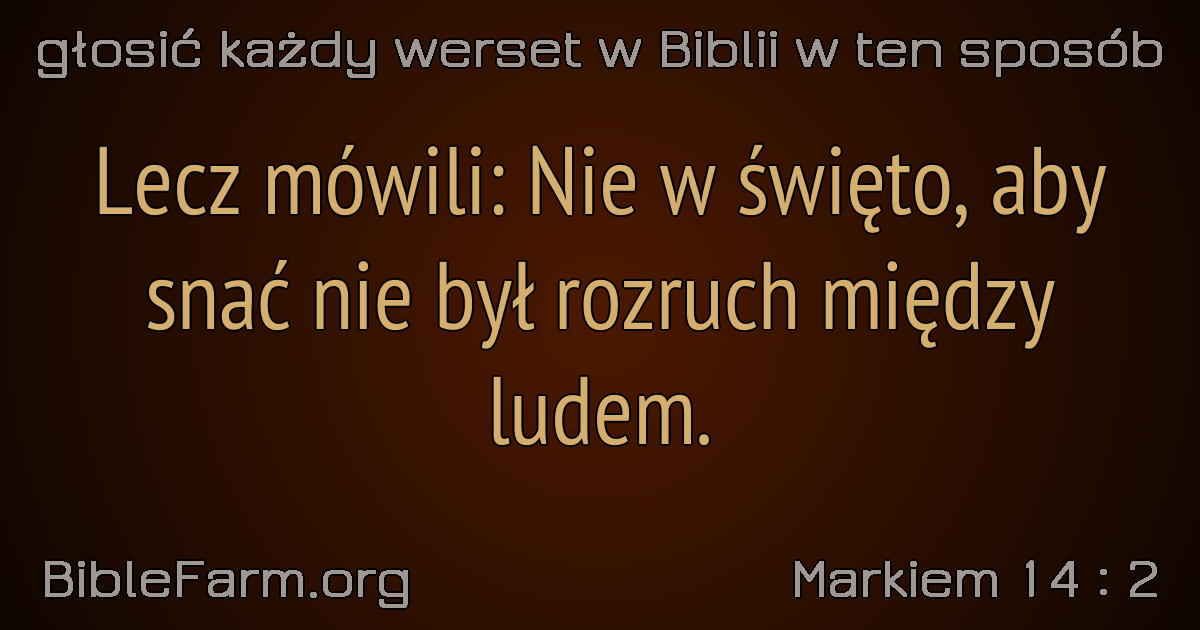 głosić każdy werset w Biblii w ten sposób
Lecz mówili: Nie w święto, aby
snać nie był rozruch między
ludem.
BibleFarm.org
Markiem 14 : 2